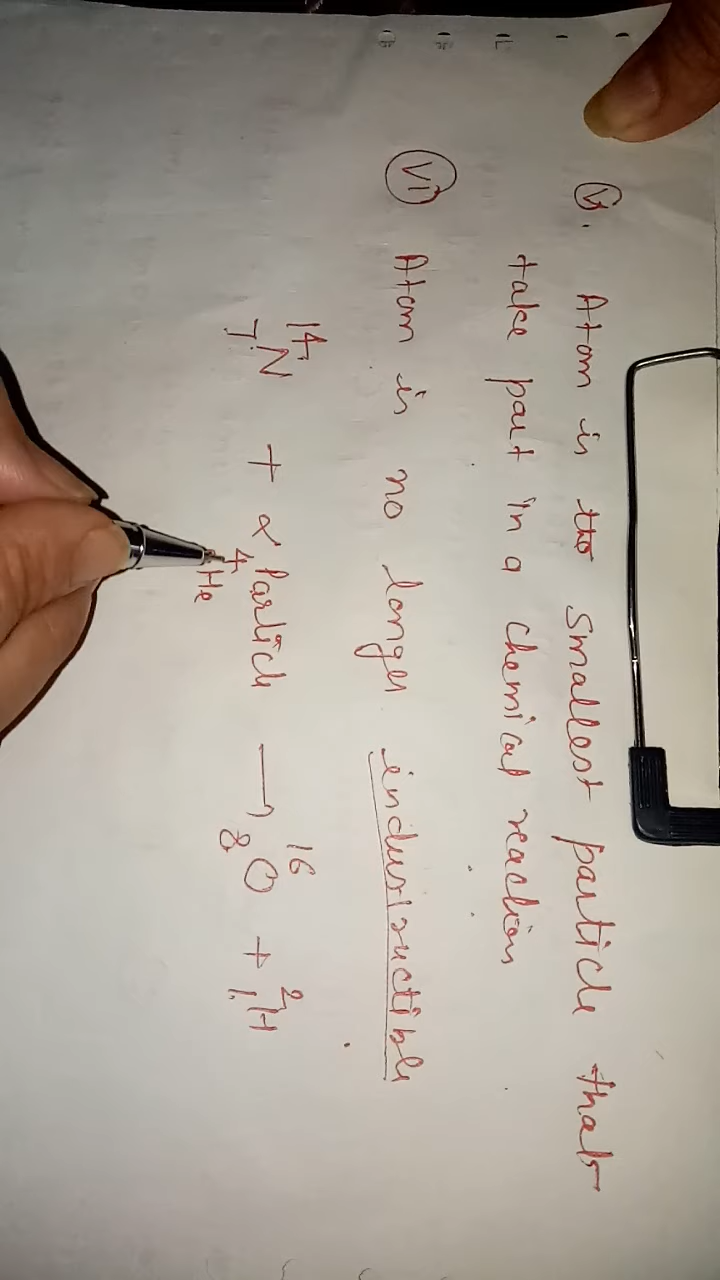 (V). Atom is the Smallest particle that
take part in a chemical reaction
(Vi) Atom is no longer indusructible
¹⁴₇N + α Particle → ¹⁶₈O + ²₁H
4He